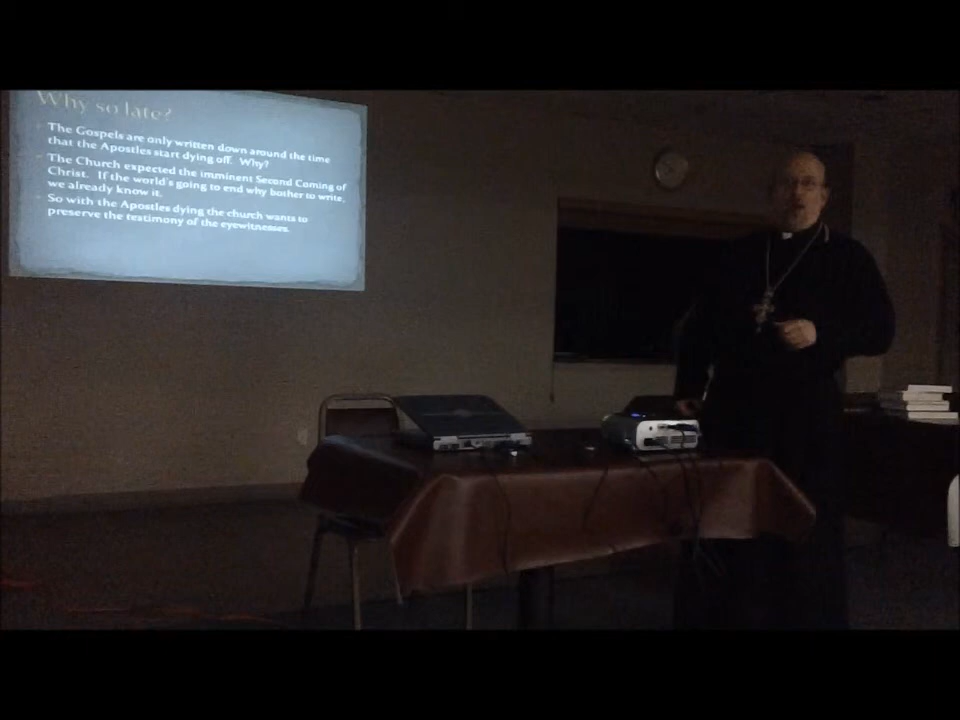 Why so late?
The Gospels are only written down around the time
that the Apostles start dying off. Why?
The Church expected the imminent Second Coming of
Christ. If the world's going to end why bother to write,
we already know it.
So with the Apostles dying the church wants to
preserve the testimony of the eyewitnesses.